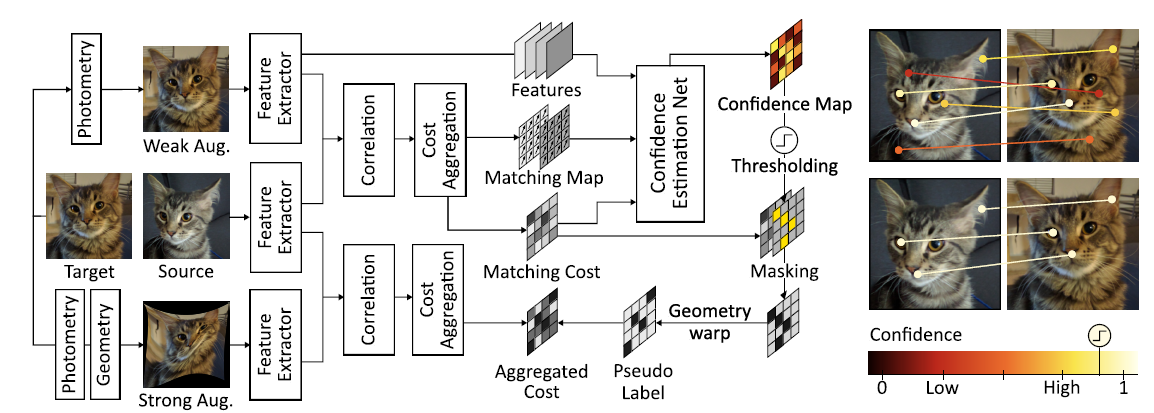 Photometry
Weak Aug.
Feature
Extractor
Target
Source
Feature
Extractor
Photometry
Geometry
Strong Aug.
Feature
Extractor
Correlation
Cost
Aggregation
Correlation
Cost
Aggregation
Features
Matching Map
Matching Cost
Confidence
Estimation Net
Confidence Map
Thresholding
Masking
Geometry
warp
Pseudo
Label
Aggregated
Cost
Confidence
0 Low High 1